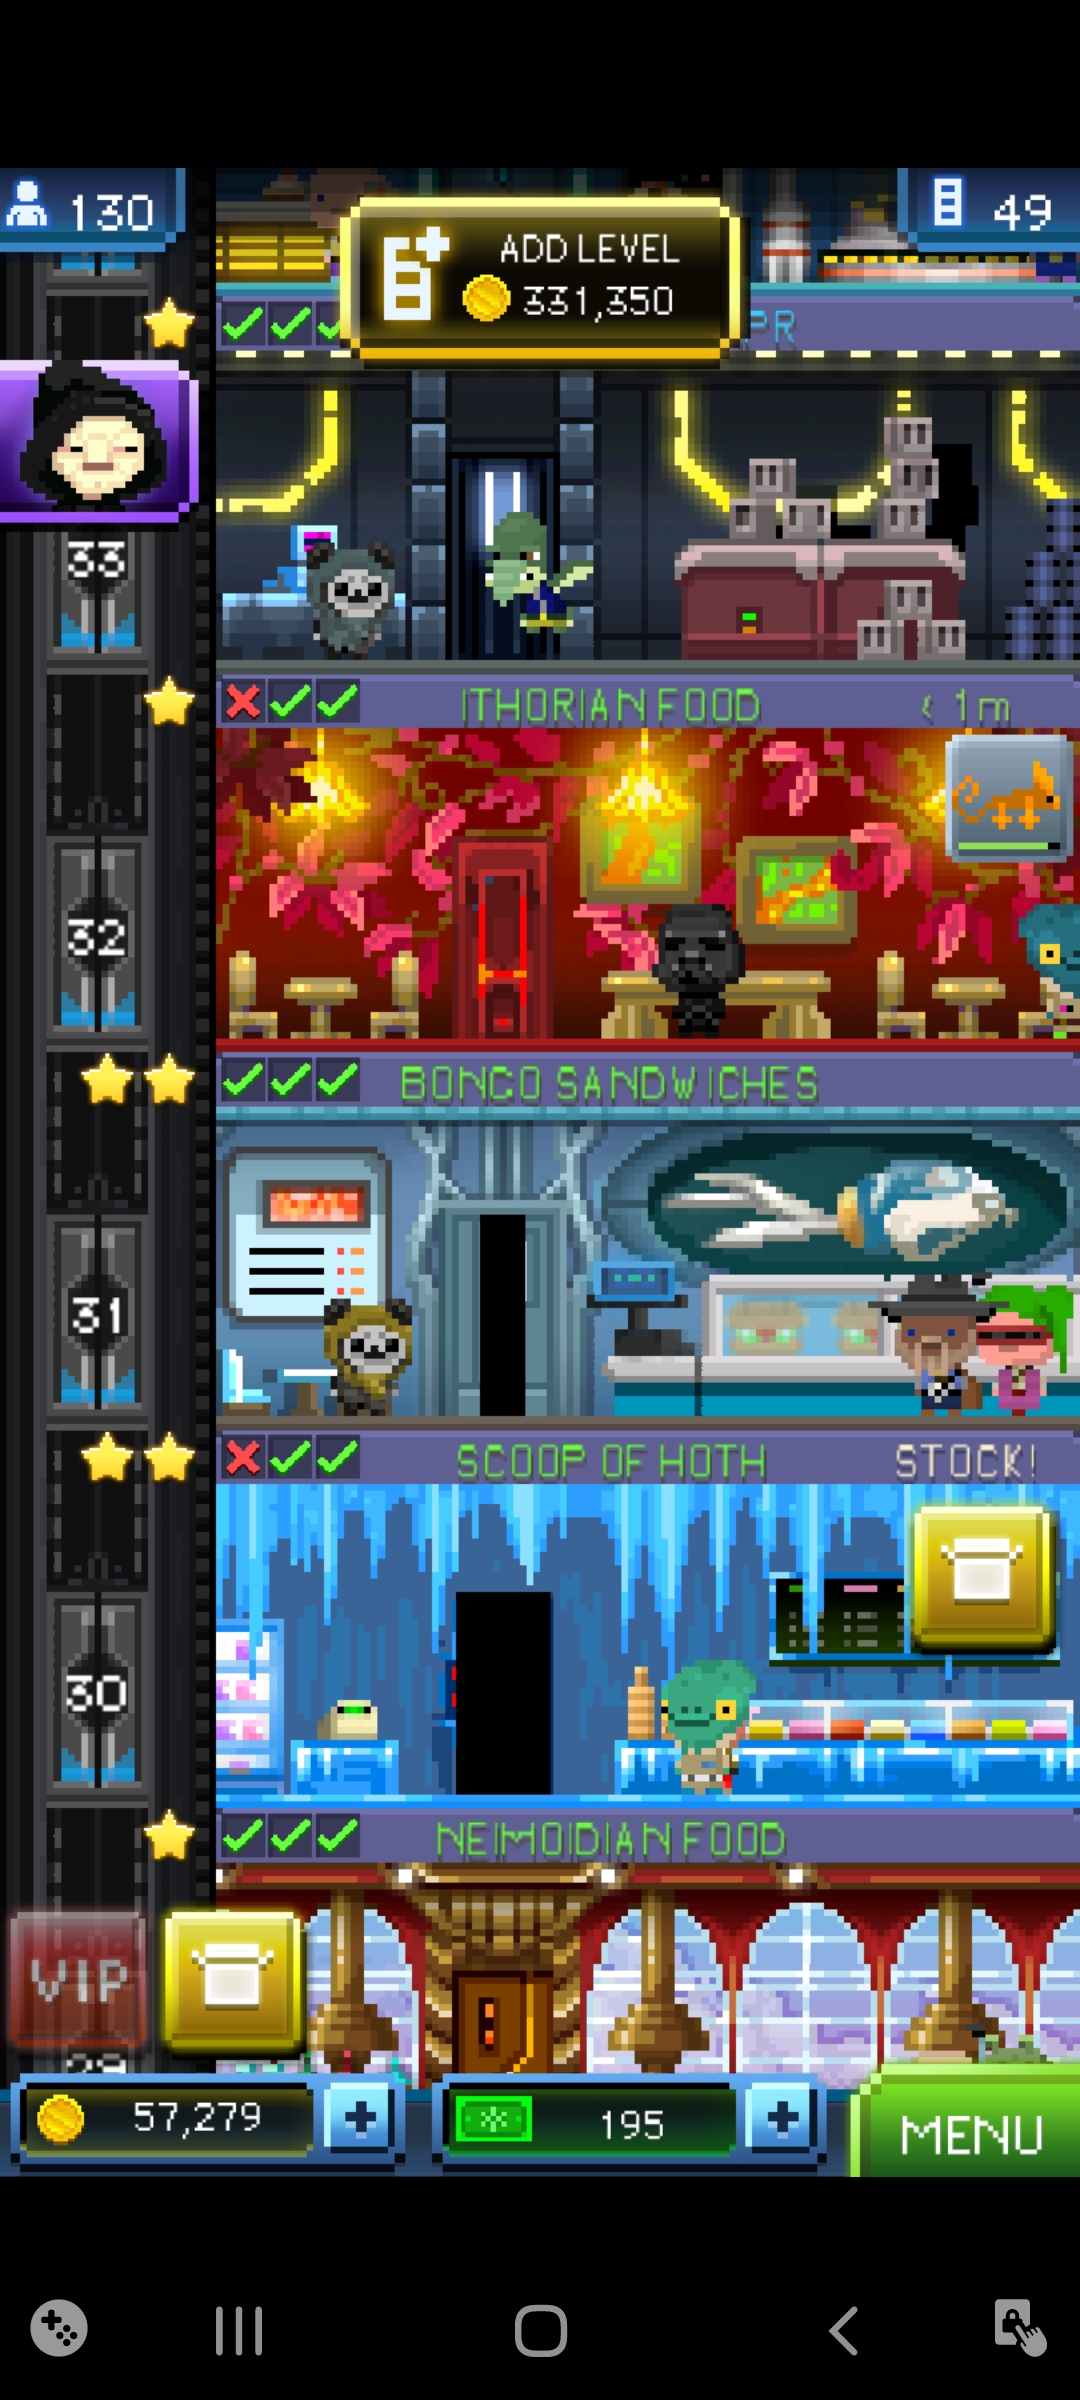 130
ADD LEVEL
331,350
49
PR
33
ITHORIAN FOOD
< 1m
32
BONGO SANDWICHES
31
SCOOP OF HOTH
STOCK!
30
NEIMOIDIAN FOOD
VIP
29
57,279
195
MENU